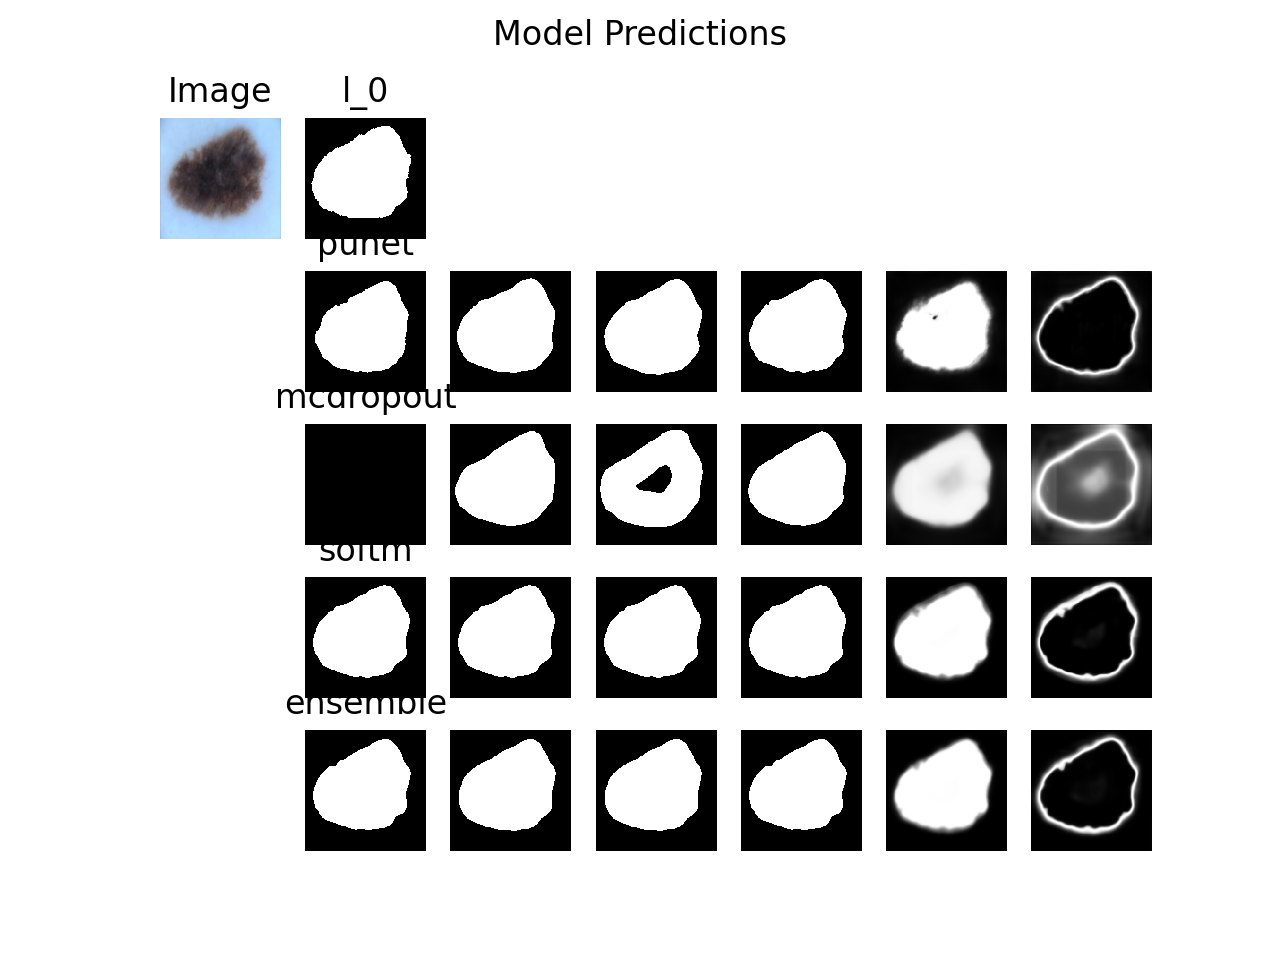 Model Predictions
Image l_0
punet
mcdropout
softm
ensemble